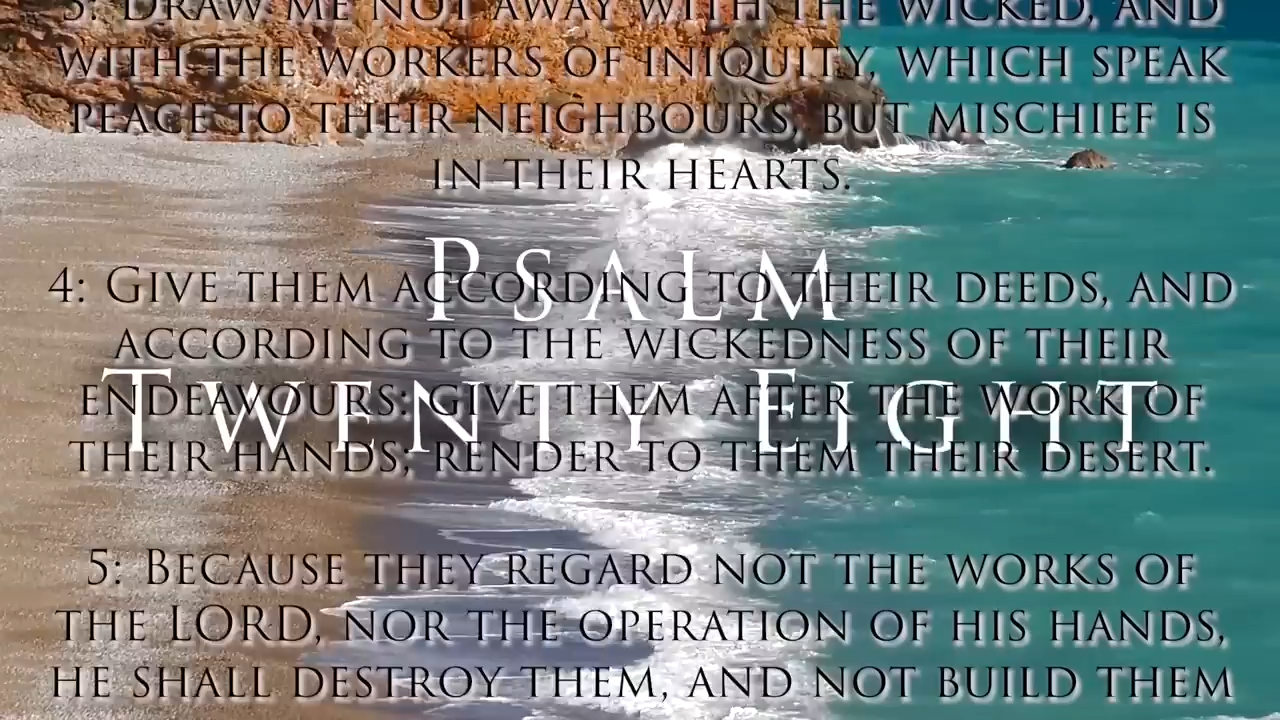 3: Draw me not away with the wicked, and
with the workers of iniquity, which speak
peace to their neighbours, but mischief is
in their hearts.
Psalm
4: Give them according to their deeds, and
according to the wickedness of their
Twenty Eight
endeavours: give them after the work of
their hands; render to them their desert.
5: Because they regard not the works of
the LORD, nor the operation of his hands,
he shall destroy them, and not build them